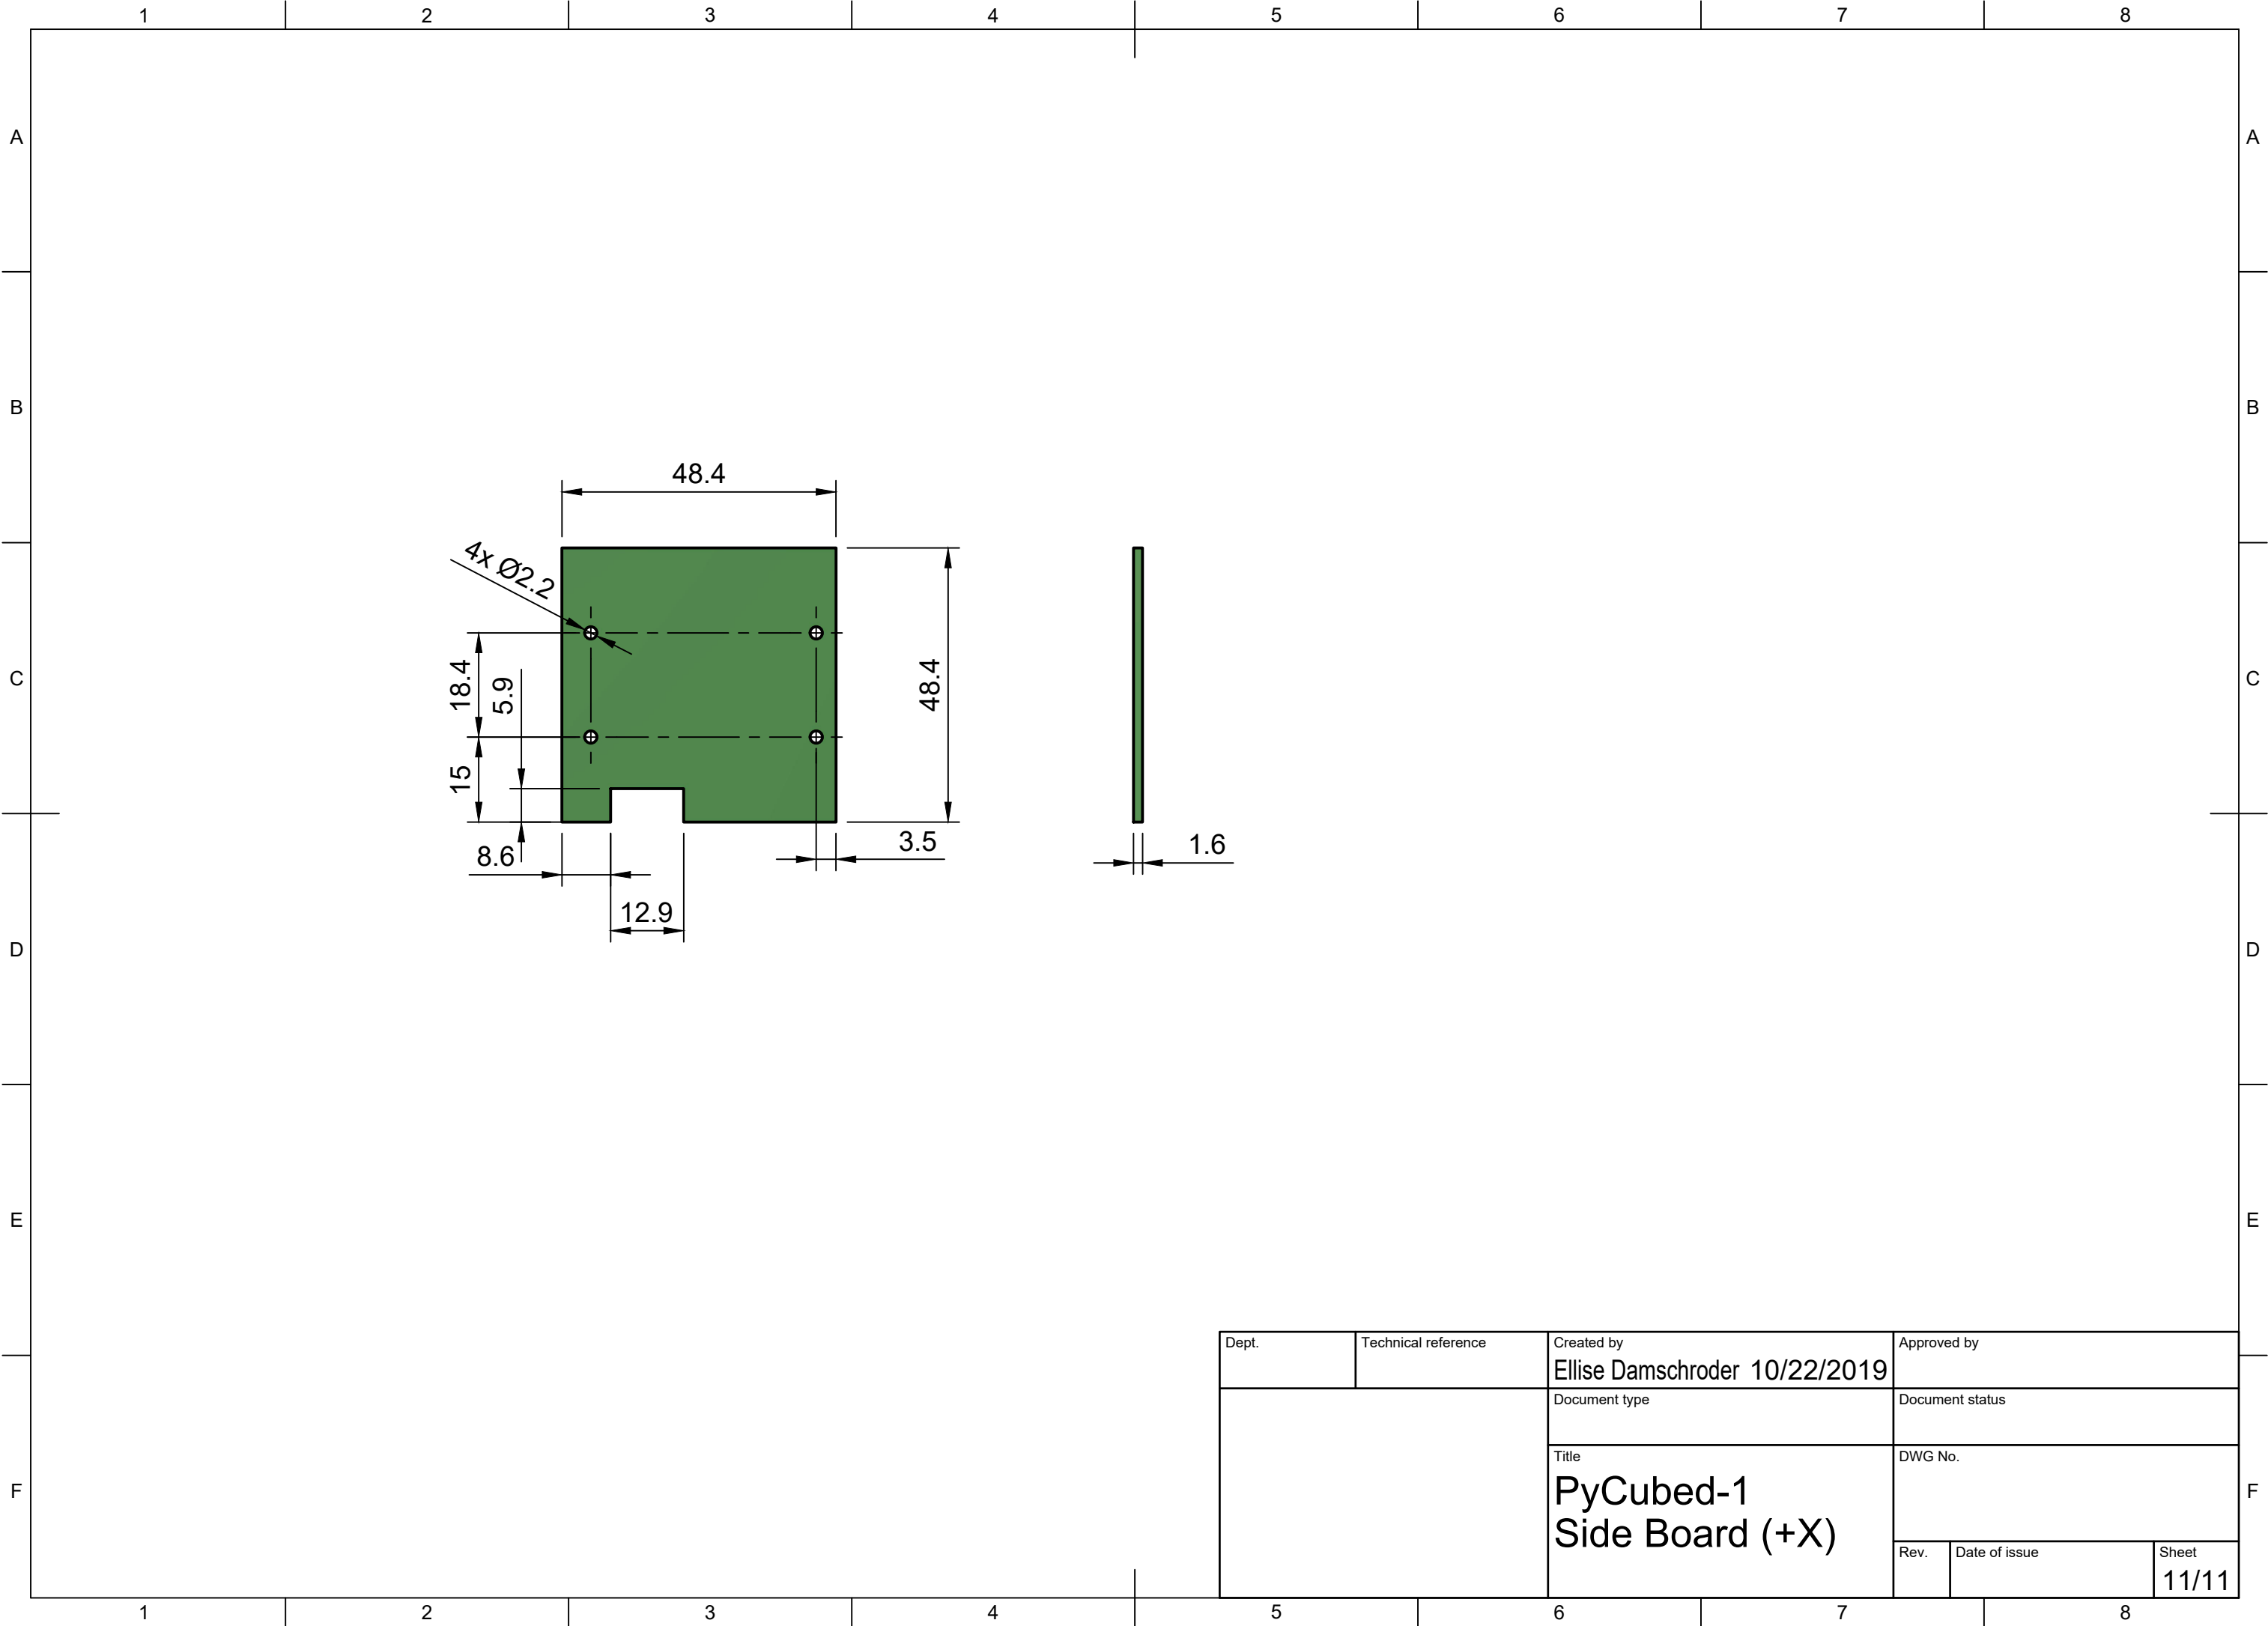 1 2 3 4 5 6 7 8
A A
B B
48.4
4x Ø2.2
C C
18.4
5.9
48.4
15
8.6
3.5
1.6
12.9
D D
E E
Dept.
Technical reference
Created by
Approved by
Ellise Damschroder 10/22/2019
Document type
Document status
Title
DWG No.
PyCubed-1
Side Board (+X)
F F
Rev.
Date of issue
Sheet
11/11
1 2 3 4 5 6 7 8